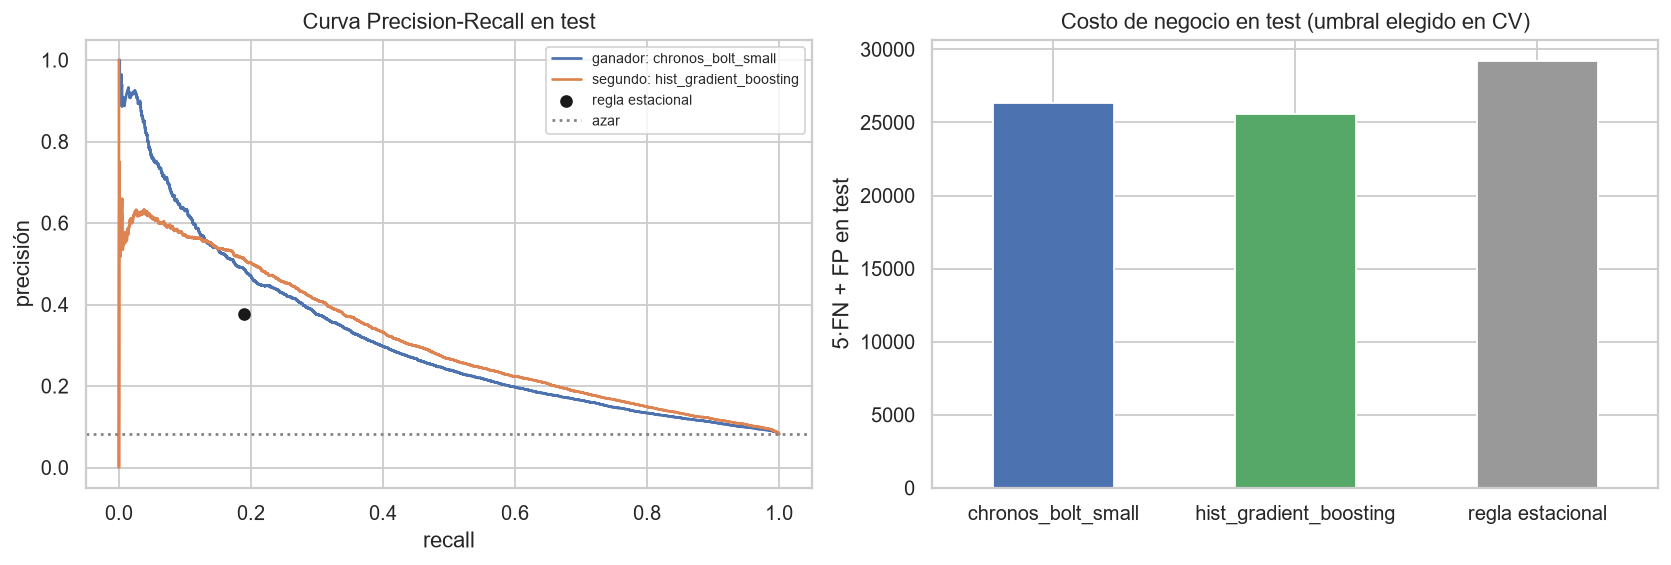 Curva Precision-Recall en test
precisión
1.0
0.8
0.6
0.4
0.2
0.0
ganador: chronos_bolt_small
segundo: hist_gradient_boosting
regla estacional
azar
0.0 0.2 0.4 0.6 0.8 1.0
recall
Costo de negocio en test (umbral elegido en CV)
5·FN + FP en test
30000
25000
20000
15000
10000
5000
0
chronos_bolt_small hist_gradient_boosting regla estacional